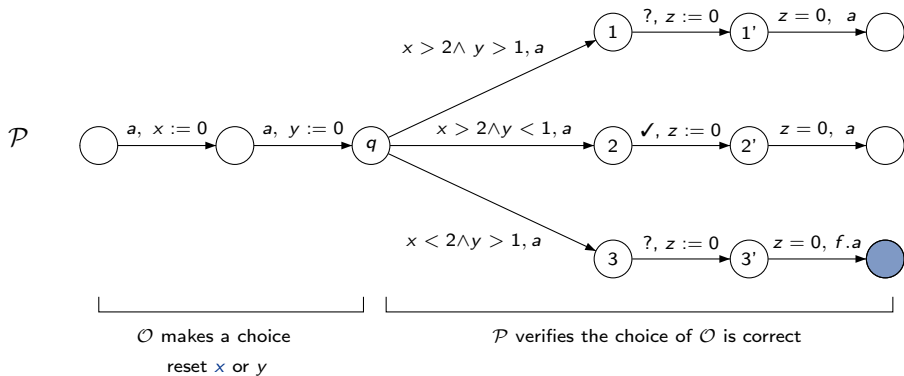 1 ?, z := 0 1' z = 0, a
x > 2∧ y > 1, a
𝒫 a, x := 0 a, y := 0 q x > 2∧y < 1, a 2 ✓, z := 0 2' z = 0, a
x < 2∧y > 1, a
3 ?, z := 0 3' z = 0, f.a
𝒪 makes a choice
reset x or y
𝒫 verifies the choice of 𝒪 is correct